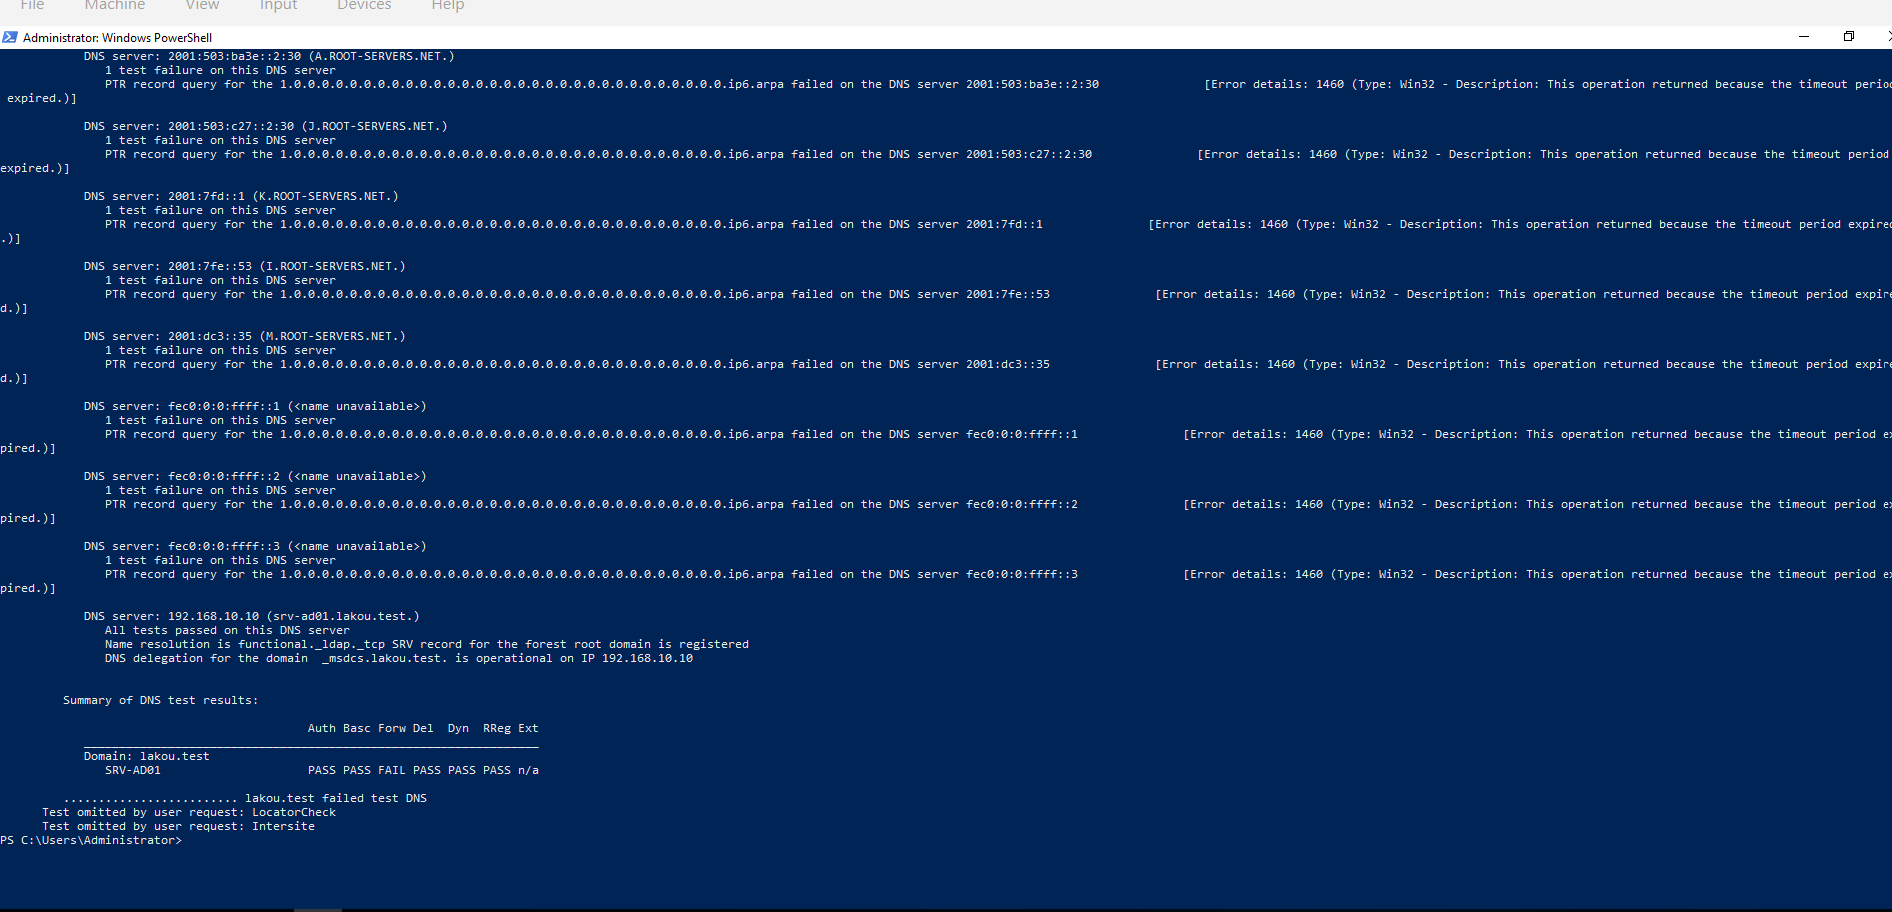 File Machine View Input Devices Help
Administrator: Windows PowerShell
DNS server: 2001:503:ba3e::2:30 (A.ROOT-SERVERS.NET.)
1 test failure on this DNS server
PTR record query for the 1.0.0.0.0.0.0.0.0.0.0.0.0.0.0.0.0.0.0.0.0.0.0.0.0.0.0.0.0.0.0.0.ip6.arpa failed on the DNS server 2001:503:ba3e::2:30 [Error details: 1460 (Type: Win32 - Description: This operation returned because the timeout period
expired.)]
DNS server: 2001:503:c27::2:30 (J.ROOT-SERVERS.NET.)
1 test failure on this DNS server
PTR record query for the 1.0.0.0.0.0.0.0.0.0.0.0.0.0.0.0.0.0.0.0.0.0.0.0.0.0.0.0.0.0.0.0.ip6.arpa failed on the DNS server 2001:503:c27::2:30 [Error details: 1460 (Type: Win32 - Description: This operation returned because the timeout period
expired.)]
DNS server: 2001:7fd::1 (K.ROOT-SERVERS.NET.)
1 test failure on this DNS server
PTR record query for the 1.0.0.0.0.0.0.0.0.0.0.0.0.0.0.0.0.0.0.0.0.0.0.0.0.0.0.0.0.0.0.0.ip6.arpa failed on the DNS server 2001:7fd::1 [Error details: 1460 (Type: Win32 - Description: This operation returned because the timeout period expired
.)]
DNS server: 2001:7fe::53 (I.ROOT-SERVERS.NET.)
1 test failure on this DNS server
PTR record query for the 1.0.0.0.0.0.0.0.0.0.0.0.0.0.0.0.0.0.0.0.0.0.0.0.0.0.0.0.0.0.0.0.ip6.arpa failed on the DNS server 2001:7fe::53 [Error details: 1460 (Type: Win32 - Description: This operation returned because the timeout period expire
d.)]
DNS server: 2001:dc3::35 (M.ROOT-SERVERS.NET.)
1 test failure on this DNS server
PTR record query for the 1.0.0.0.0.0.0.0.0.0.0.0.0.0.0.0.0.0.0.0.0.0.0.0.0.0.0.0.0.0.0.0.ip6.arpa failed on the DNS server 2001:dc3::35 [Error details: 1460 (Type: Win32 - Description: This operation returned because the timeout period expire
d.)]
DNS server: fec0:0:0:ffff::1 (<name unavailable>)
1 test failure on this DNS server
PTR record query for the 1.0.0.0.0.0.0.0.0.0.0.0.0.0.0.0.0.0.0.0.0.0.0.0.0.0.0.0.0.0.0.0.ip6.arpa failed on the DNS server fec0:0:0:ffff::1 [Error details: 1460 (Type: Win32 - Description: This operation returned because the timeout period ex
pired.)]
DNS server: fec0:0:0:ffff::2 (<name unavailable>)
1 test failure on this DNS server
PTR record query for the 1.0.0.0.0.0.0.0.0.0.0.0.0.0.0.0.0.0.0.0.0.0.0.0.0.0.0.0.0.0.0.0.ip6.arpa failed on the DNS server fec0:0:0:ffff::2 [Error details: 1460 (Type: Win32 - Description: This operation returned because the timeout period ex
pired.)]
DNS server: fec0:0:0:ffff::3 (<name unavailable>)
1 test failure on this DNS server
PTR record query for the 1.0.0.0.0.0.0.0.0.0.0.0.0.0.0.0.0.0.0.0.0.0.0.0.0.0.0.0.0.0.0.0.ip6.arpa failed on the DNS server fec0:0:0:ffff::3 [Error details: 1460 (Type: Win32 - Description: This operation returned because the timeout period ex
pired.)]
DNS server: 192.168.10.10 (srv-ad01.lakou.test.)
All tests passed on this DNS server
Name resolution is functional._ldap._tcp SRV record for the forest root domain is registered
DNS delegation for the domain _msdcs.lakou.test. is operational on IP 192.168.10.10
Summary of DNS test results:
Auth Basc Forw Del Dyn RReg Ext
_________________________________________________________________
Domain: lakou.test
SRV-AD01 PASS PASS FAIL PASS PASS PASS n/a
......................... lakou.test failed test DNS
Test omitted by user request: LocatorCheck
Test omitted by user request: Intersite
PS C:\Users\Administrator>